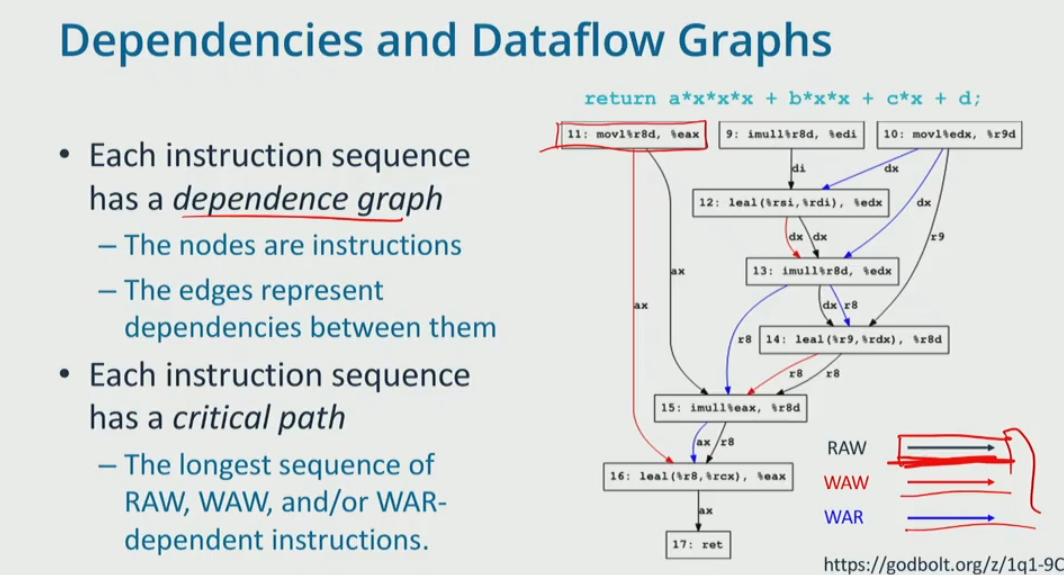 Dependencies and Dataflow Graphs
return a*x*x*x + b*x*x + c*x + d;
• Each instruction sequence
has a dependence graph
– The nodes are instructions
– The edges represent
dependencies between them
• Each instruction sequence
has a critical path
– The longest sequence of
RAW, WAW, and/or WAR-
dependent instructions.
11: movl%r8d, %eax
9: imull%r8d, %edi
10: movl%edx, %r9d
di
dx
12: leal(%rsi,%rdi), %edx
dx
dx dx
r9
13: imull%r8d, %edx
ax
ax
dx r8
r8
14: leal(%r9,%rdx), %r8d
r8 r8
15: imull%eax, %r8d
ax r8
16: leal(%r8,%rcx), %eax
ax
17: ret
RAW
WAW
WAR
https://godbolt.org/z/1q1-9C